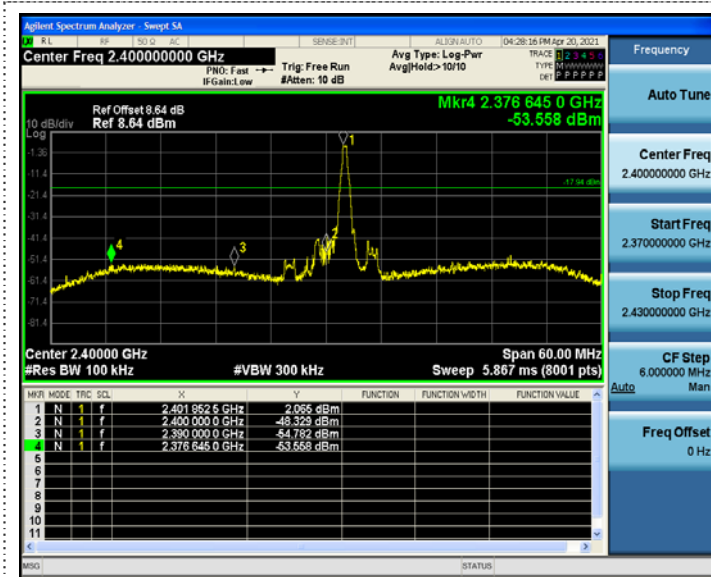 Agilent Spectrum Analyzer - Swept SA
RL RF 50 Ω AC SENSE:INT ALIGNAUTO 04:28:16 PM Apr 20, 2021
Center Freq 2.400000000 GHz
PNO: Fast
IFGain:Low
Trig: Free Run
#Atten: 10 dB
Avg Type: Log-Pwr
Avg|Hold:>10/10
TRACE 1 2 3 4 5 6
TYPE MWWWWW
DET P P P P P P
Ref Offset 8.64 dB
10 dB/div Ref 8.64 dBm
Log
Mkr4 2.376 645 0 GHz
-53.558 dBm
1
-1.36
-11.4
-17.94 dBm
-21.4
-31.4
-41.4
4
3
2
-51.4
-61.4
-71.4
-81.4
Center 2.40000 GHz Span 60.00 MHz
#Res BW 100 kHz #VBW 300 kHz Sweep 5.867 ms (8001 pts)
MKR MODE TRC SCL X Y FUNCTION FUNCTION WIDTH FUNCTION VALUE
1 N 1 f 2.401 852 5 GHz 2.065 dBm
2 N 1 f 2.400 000 0 GHz -48.329 dBm
3 N 1 f 2.390 000 0 GHz -54.782 dBm
4 N 1 f 2.376 645 0 GHz -53.558 dBm
5
6
7
8
9
10
11
MSG STATUS
Frequency
Auto Tune
Center Freq
2.400000000 GHz
Start Freq
2.370000000 GHz
Stop Freq
2.430000000 GHz
CF Step
6.000000 MHz
Auto Man
Freq Offset
0 Hz